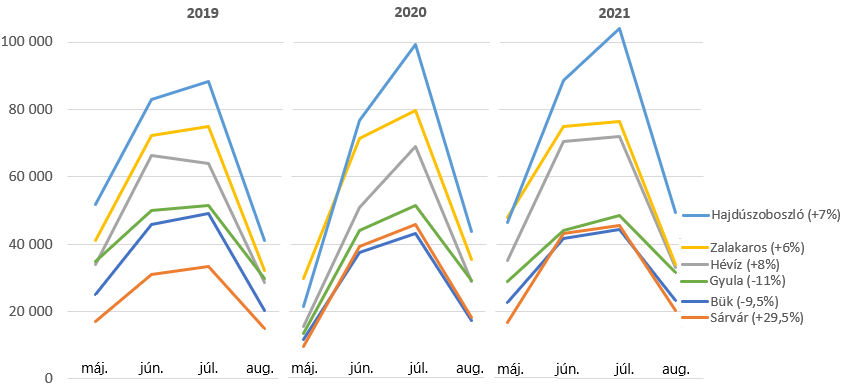 2019 2020 2021
100 000
80 000
60 000
40 000
20 000
0
máj. jún. júl. aug. máj. jún. júl. aug. máj. jún. júl. aug.
Hajdúszoboszló (+7%)
Zalakaros (+6%)
Hévíz (+8%)
Gyula (-11%)
Bük (-9,5%)
Sárvár (+29,5%)